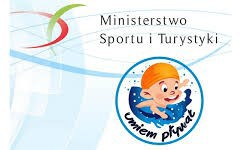 Ministerstwo
Sportu i Turystyki
umiem pływać